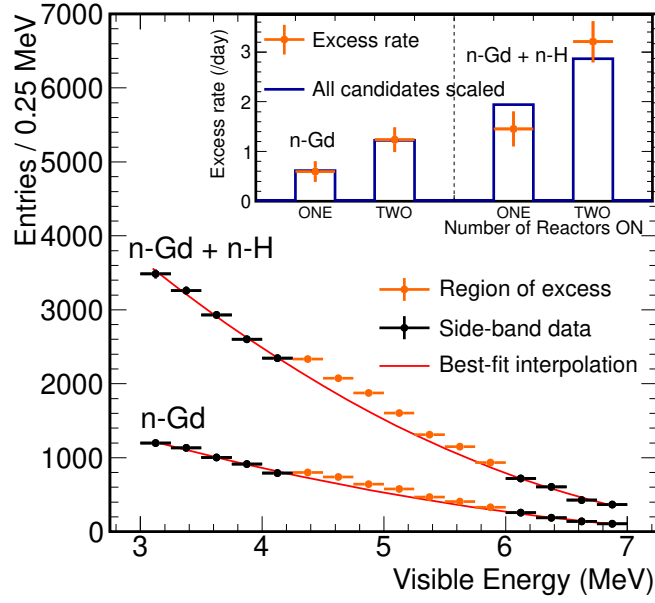 7000
6000
5000
4000
3000
2000
1000
0
Entries / 0.25 MeV
3
4
5
6
7
Visible Energy (MeV)
n-Gd + n-H
n-Gd
Region of excess
Side-band data
Best-fit interpolation
Excess rate (/day)
3
2
1
0
Excess rate
All candidates scaled
n-Gd
n-Gd + n-H
ONE
TWO
ONE
TWO
Number of Reactors ON